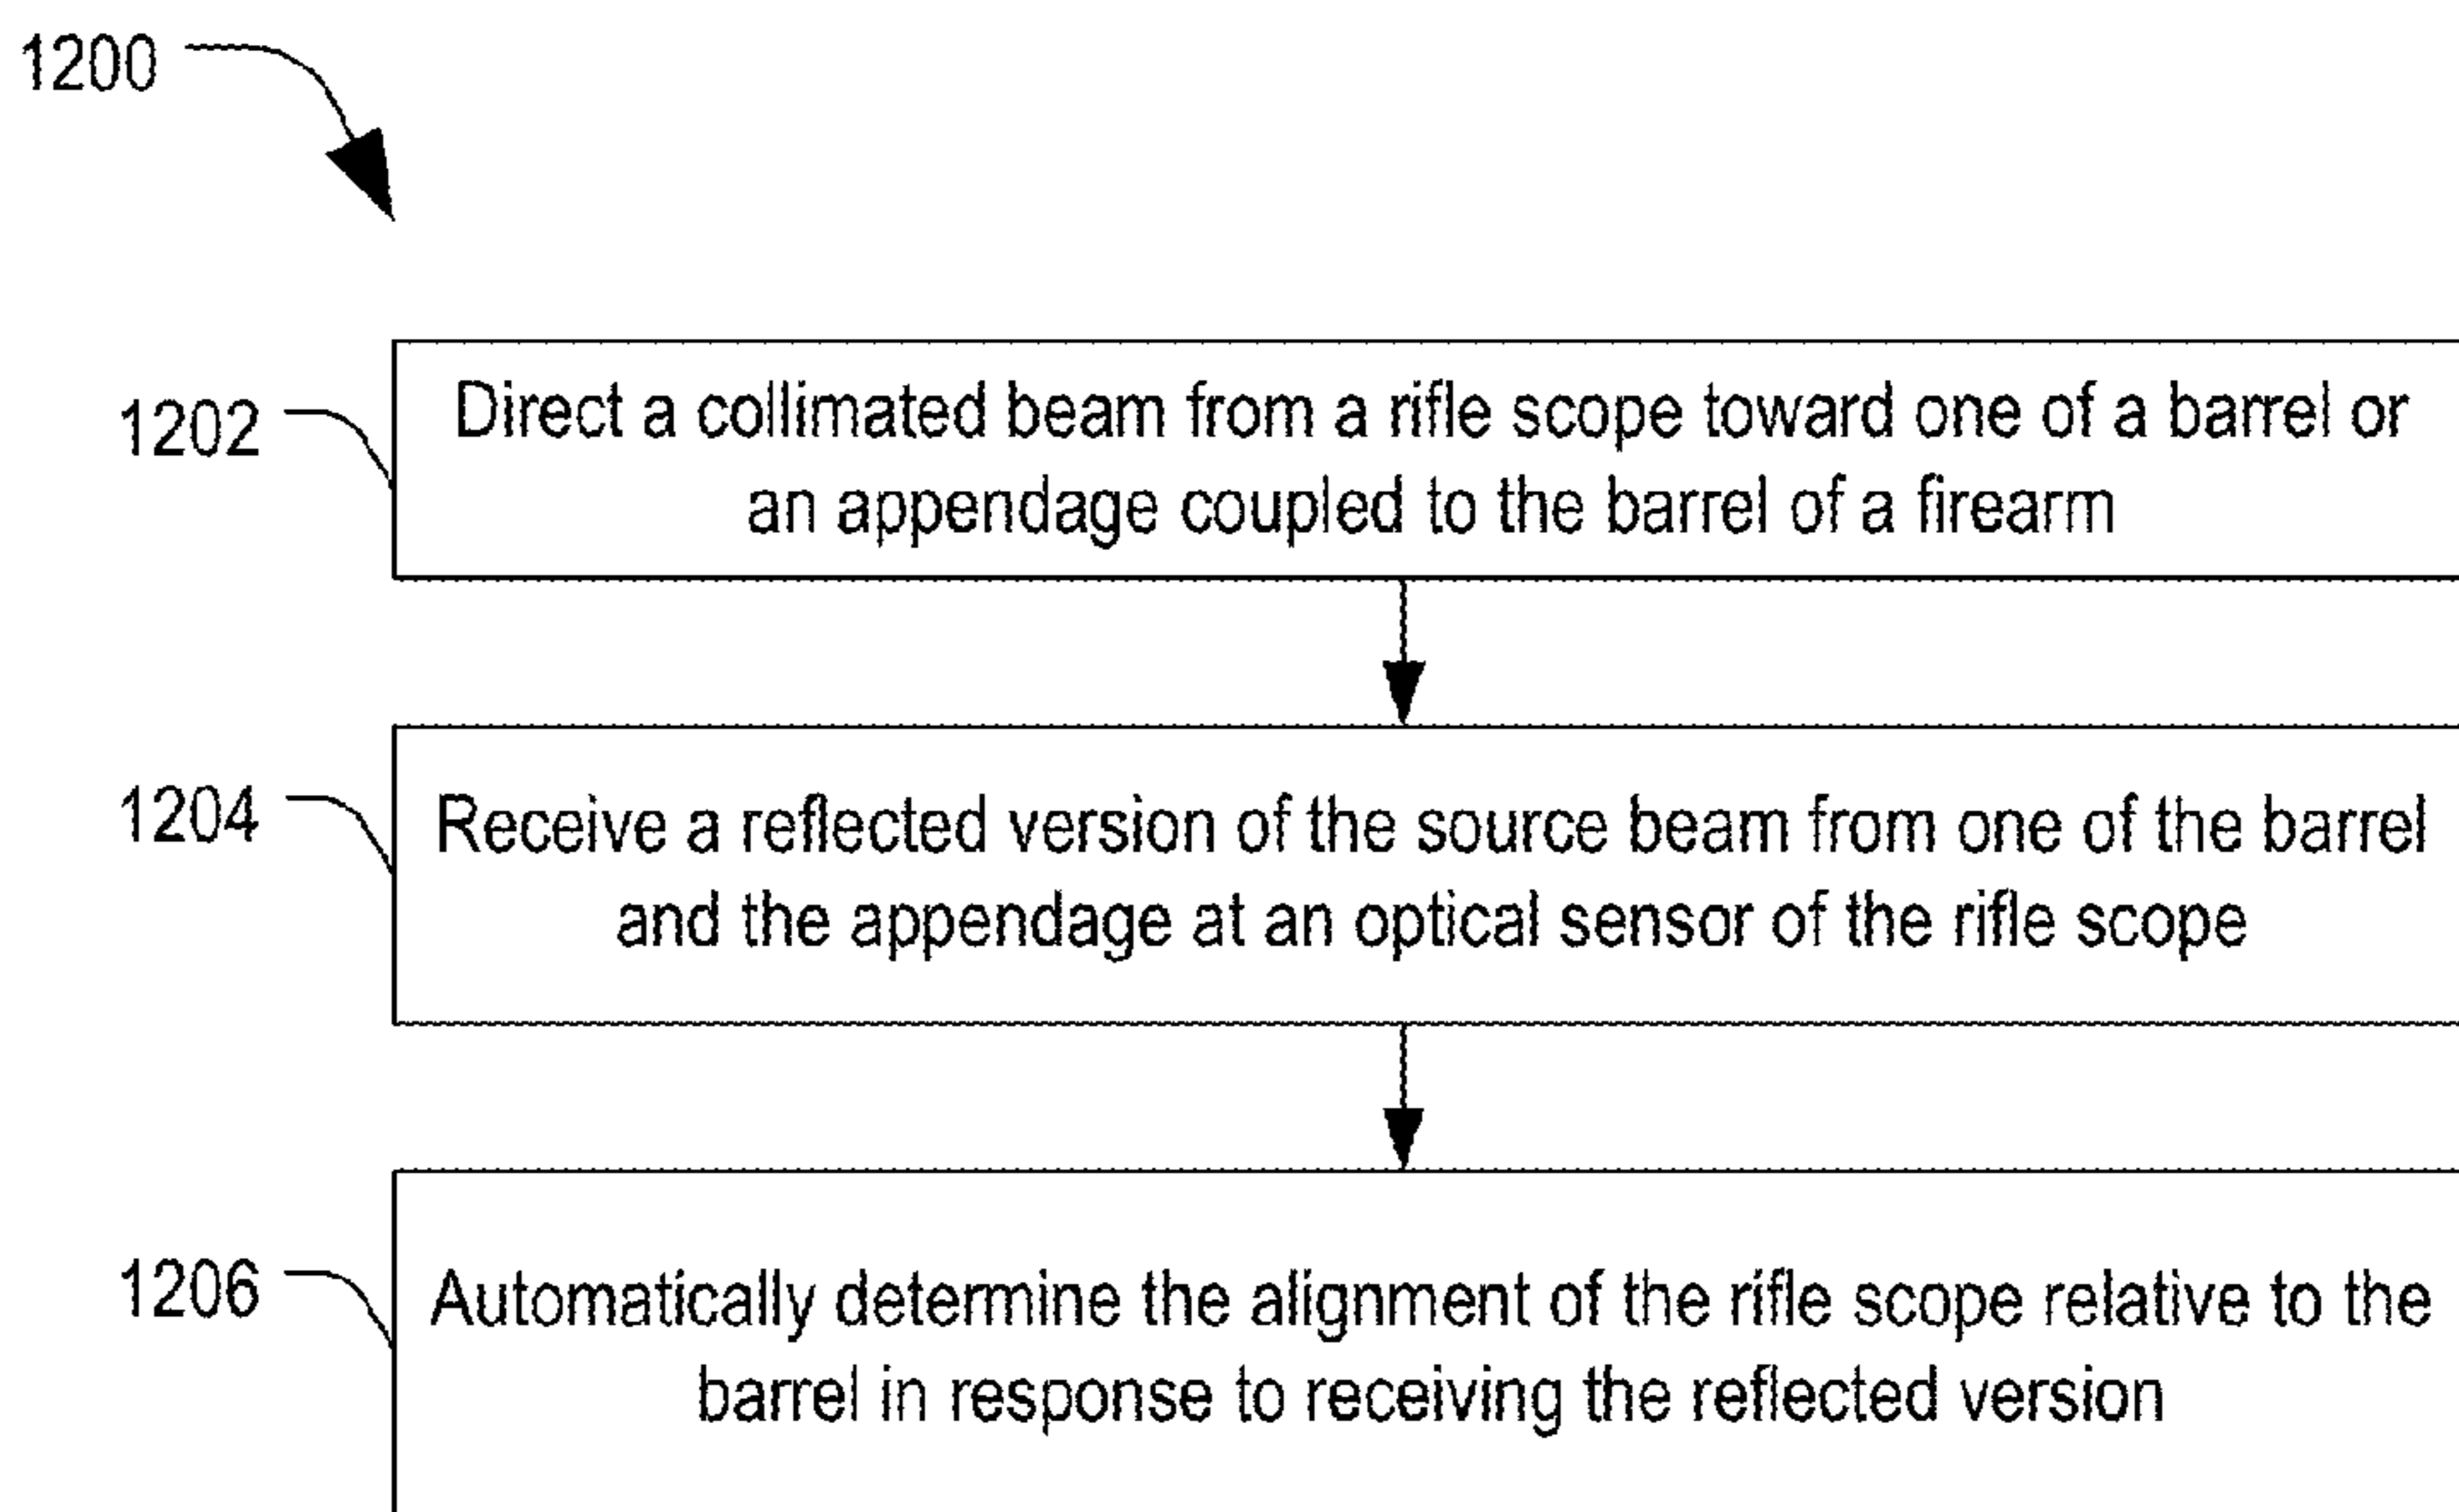 1200
1202
Direct a collimated beam from a rifle scope toward one of a barrel or
an appendage coupled to the barrel of a firearm
1204
Receive a reflected version of the source beam from one of the barrel
and the appendage at an optical sensor of the rifle scope
1206
Automatically determine the alignment of the rifle scope relative to the
barrel in response to receiving the reflected version